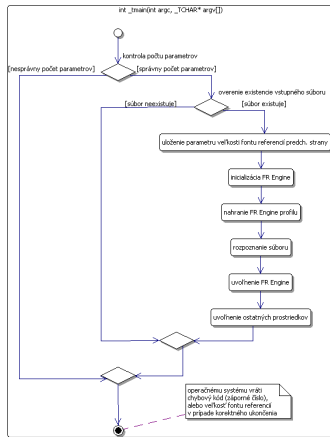 int _tmain(int argc, _TCHAR* argv[])
kontrola počtu parametrov
[nesprávny počet parametrov]
[správny počet parametrov]
overenie existencie vstupného súboru
[súbor neexistuje]
[súbor existuje]
uloženie parametru veľkosti fontu referencií predch. strany
inicializácia FR Engine
nahranie FR Engine profilu
rozpoznanie súboru
uvoľnenie FR Engine
uvoľnenie ostatných prostriedkov
operačnému systému vráti
chybový kód (záporné číslo),
alebo veľkosť fontu referencií
v prípade korektného ukončenia